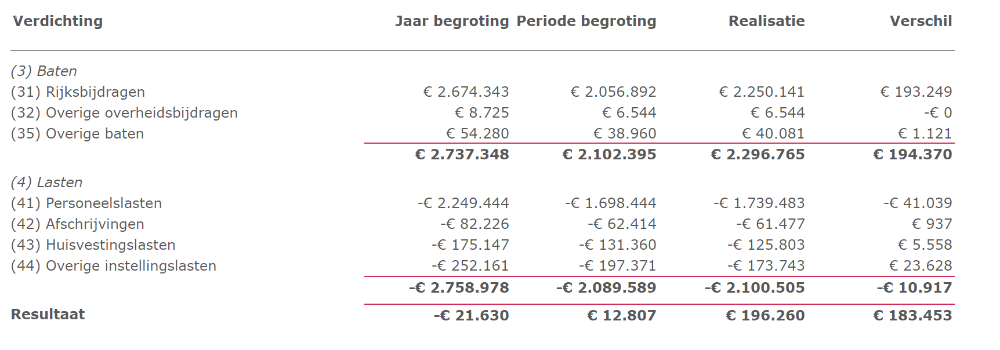 Verdichting Jaar begroting Periode begroting Realisatie Verschil
(3) Baten
(31) Rijksbijdragen € 2.674.343 € 2.056.892 € 2.250.141 € 193.249
(32) Overige overheidsbijdragen € 8.725 € 6.544 € 6.544 -€ 0
(35) Overige baten € 54.280 € 38.960 € 40.081 € 1.121
€ 2.737.348 € 2.102.395 € 2.296.765 € 194.370
(4) Lasten
(41) Personeelslasten -€ 2.249.444 -€ 1.698.444 -€ 1.739.483 -€ 41.039
(42) Afschrijvingen -€ 82.226 -€ 62.414 -€ 61.477 € 937
(43) Huisvestingslasten -€ 175.147 -€ 131.360 -€ 125.803 € 5.558
(44) Overige instellingslasten -€ 252.161 -€ 197.371 -€ 173.743 € 23.628
-€ 2.758.978 -€ 2.089.589 -€ 2.100.505 -€ 10.917
Resultaat -€ 21.630 € 12.807 € 196.260 € 183.453